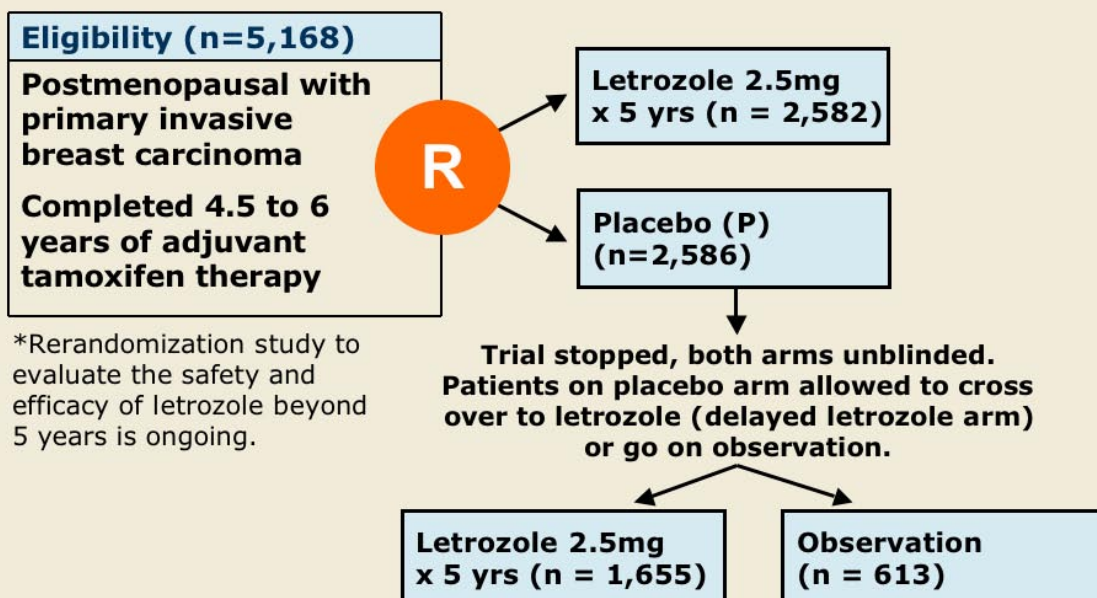 Eligibility (n=5,168)
Postmenopausal with
primary invasive
breast carcinoma
Completed 4.5 to 6
years of adjuvant
tamoxifen therapy
R
Letrozole 2.5mg
x 5 yrs (n = 2,582)
Placebo (P)
(n=2,586)
*Rerandomization study to
evaluate the safety and
efficacy of letrozole beyond
5 years is ongoing.
Trial stopped, both arms unblinded.
Patients on placebo arm allowed to cross
over to letrozole (delayed letrozole arm)
or go on observation.
Letrozole 2.5mg
x 5 yrs (n = 1,655)
Observation
(n = 613)